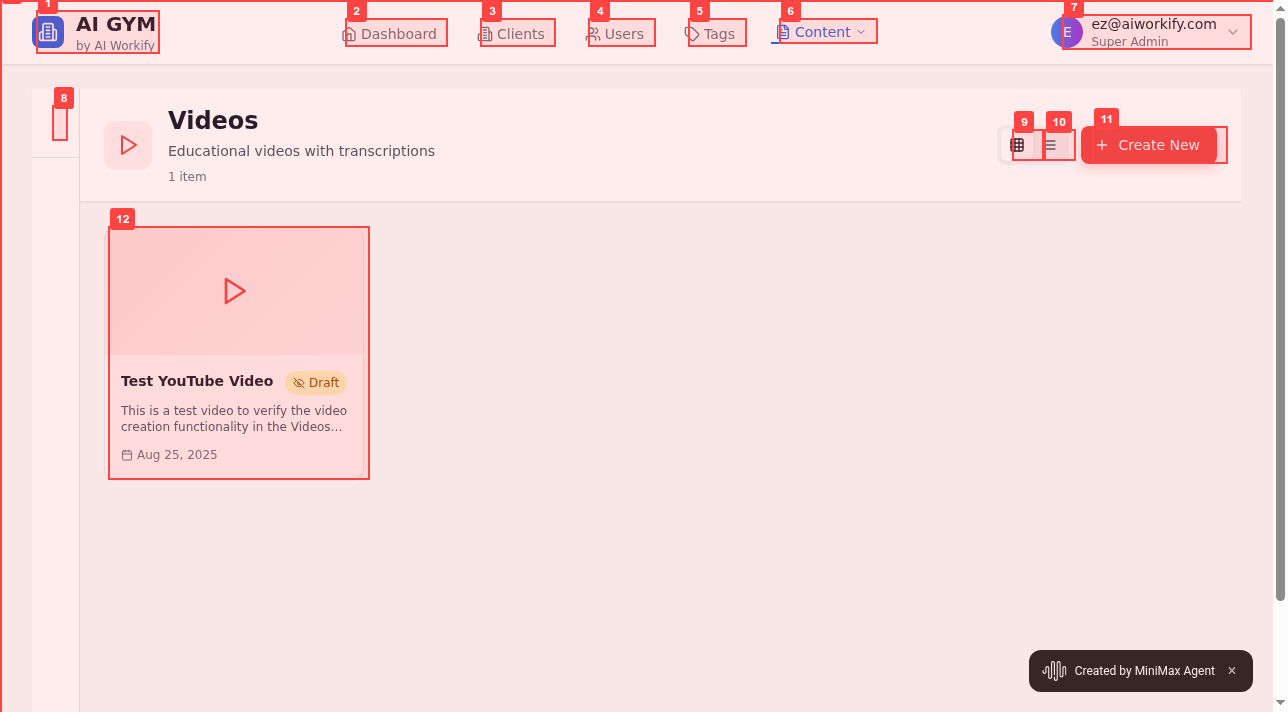 1
AI GYM
by AI Workify
2
Dashboard
3
Clients
4
Users
5
Tags
6
Content
7
E
ez@aiworkify.com
Super Admin
8
Videos
Educational videos with transcriptions
1 item
9
10
11
Create New
12
Test YouTube Video
Draft
This is a test video to verify the video
creation functionality in the Videos...
Aug 25, 2025
Created by MiniMax Agent